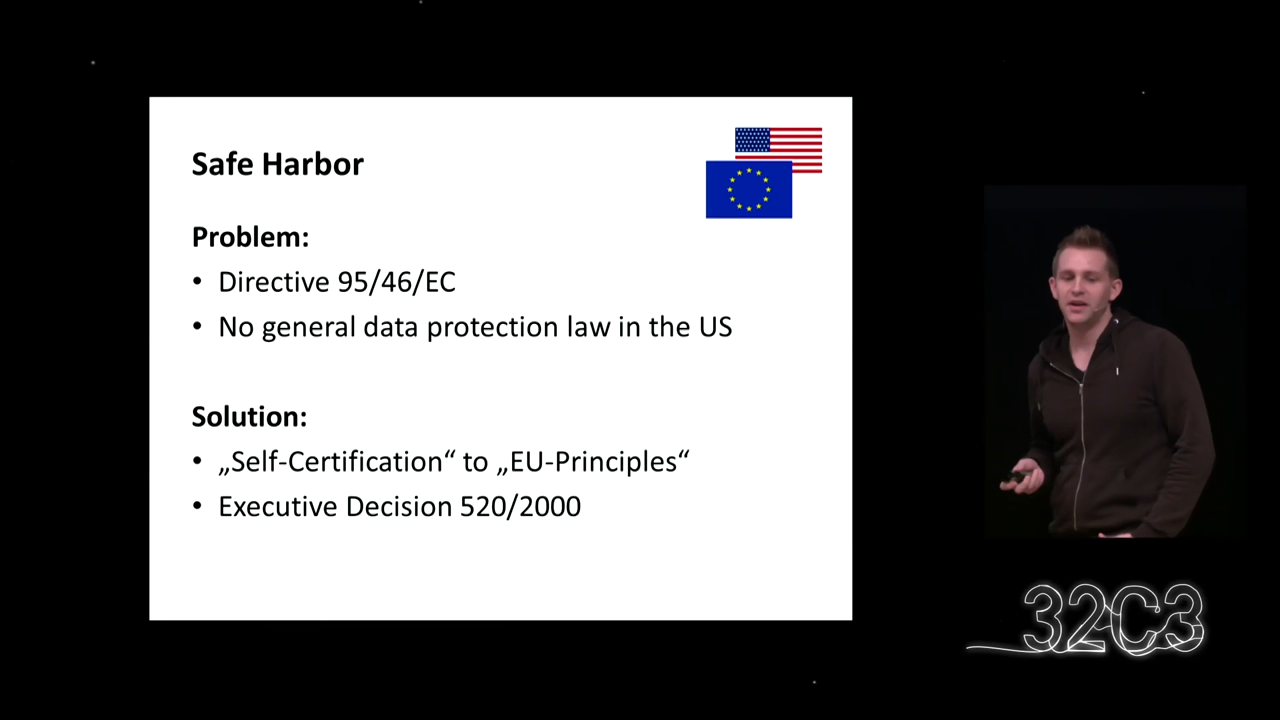 Safe Harbor
Problem:
• Directive 95/46/EC
• No general data protection law in the US
Solution:
• „Self-Certification“ to „EU-Principles“
• Executive Decision 520/2000
32C3